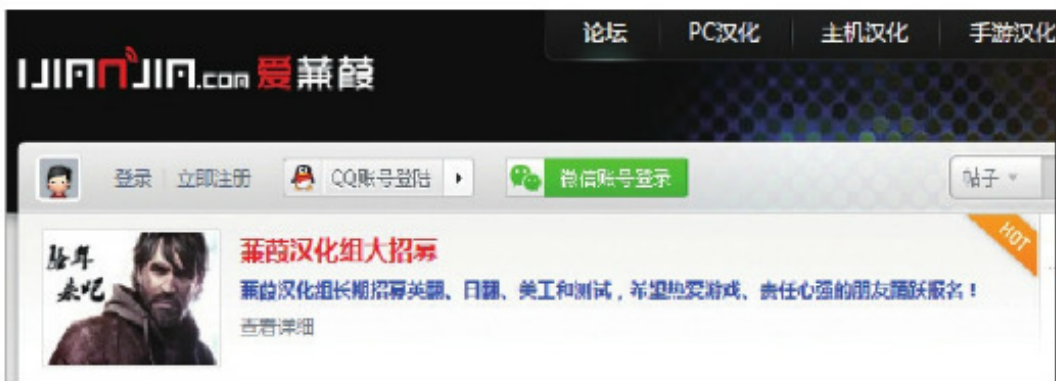 论坛 PC汉化 主机汉化 手游汉化
IJIANJIA.com 爱蒹葭
登录 立即注册 QQ账号登陆 微信账号登录 帖子
HOT
蒹葭汉化组大招募
蒹葭汉化组长期招募英翻、日翻、美工和测试，希望热爱游戏、责任心强的朋友踊跃报名！
查看详细